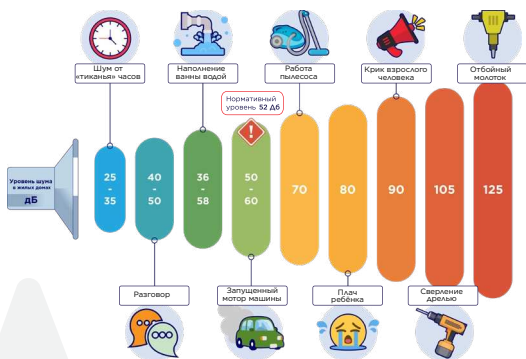 Шум от
«тиканья» часов
Наполнение
ванны водой
Работа
пылесоса
Крик взрослого
человека
Отбойный
молоток
Нормативный
уровень 52 Дб
Уровень шума
в жилых домах
дБ
25
-
35
40
-
50
36
-
58
50
-
60
70
80
90
105
125
Разговор
Запущенный
мотор машины
Плач
ребёнка
Сверление
дрелью